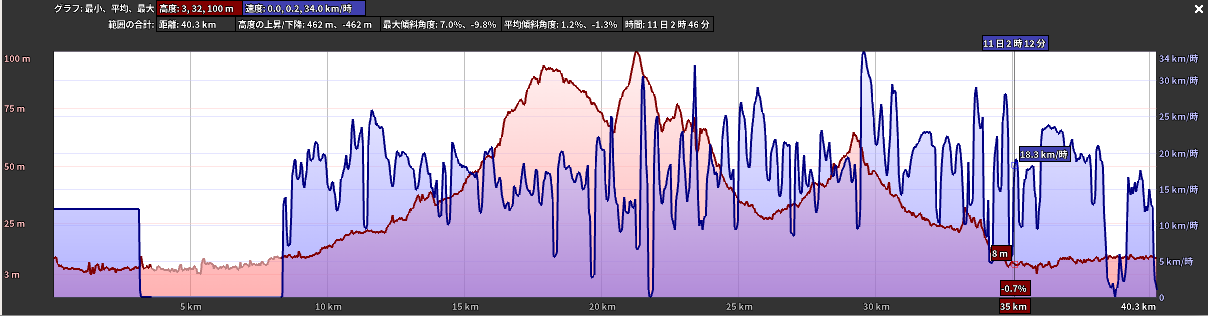 グラフ: 最小、平均、最大 高度: 3, 32, 100 m 速度: 0.0, 0.2, 34.0 km/時
範囲の合計: 距離: 40.3 km 高度の上昇/下降: 462 m、-462 m 最大傾斜角度: 7.0%、-9.8% 平均傾斜角度: 1.2%、-1.3% 時間: 11 日 2 時 46 分
11 日 2 時 12 分
100 m 34 km/時
30 km/時
75 m 25 km/時
18.3 km/時 20 km/時
50 m 15 km/時
25 m 10 km/時
8 m 5 km/時
3 m
-0.7% 0
5 km 10 km 15 km 20 km 25 km 30 km 35 km 40.3 km